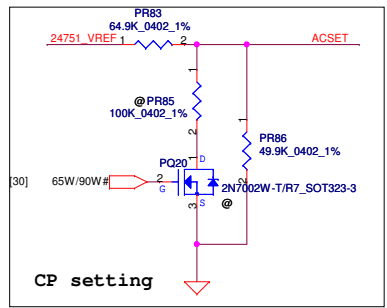 PR83
64.9K_0402_1%
24751_VREF 1 2 ACSET
1
@PR85
100K_0402_1%
2
1
PR86
49.9K_0402_1%
2
PQ20
1 D
[30] 65W/90W# 2 G
2N7002W-T/R7_SOT323-3
3 S
@
CP setting